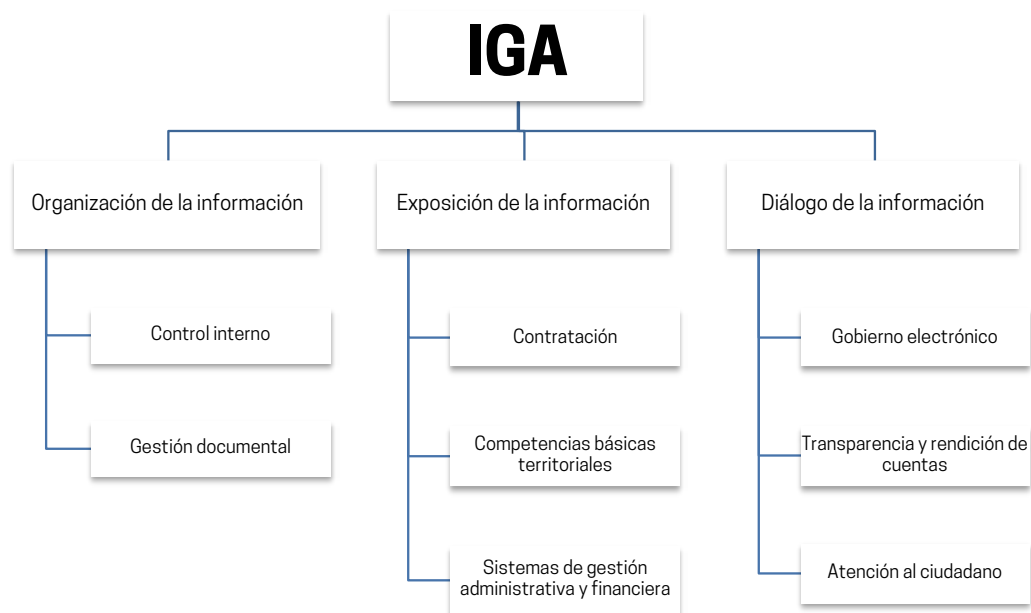 IGA
Organización de la información
Exposición de la información
Diálogo de la información
Control interno
Gestión documental
Contratación
Competencias básicas
territoriales
Sistemas de gestión
administrativa y financiera
Gobierno electrónico
Transparencia y rendición de
cuentas
Atención al ciudadano